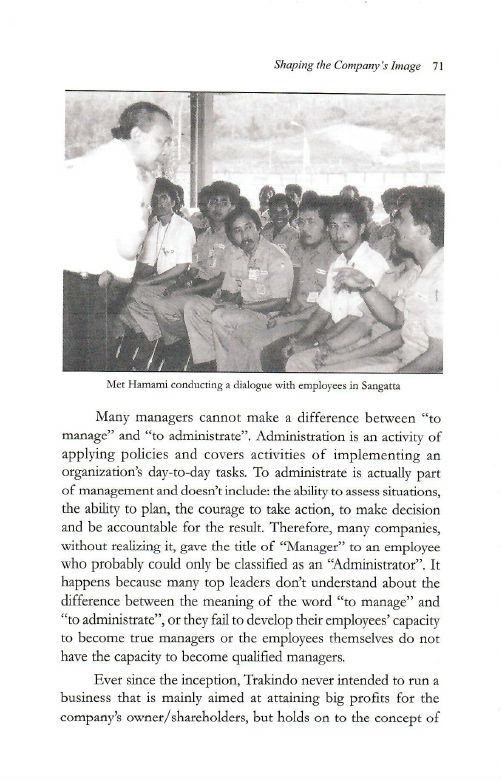 Shaping the Company's Image 71
Met Hamami conducting a dialogue with employees in Sangatta
Many managers cannot make a difference between “to
manage” and “to administrate”. Administration is an activity of
applying policies and covers activities of implementing an
organization’s day-to-day tasks. To administrate is actually part
of management and doesn’t include: the ability to assess situations,
the ability to plan, the courage to take action, to make decision
and be accountable for the result. Therefore, many companies,
without realizing it, gave the title of “Manager” to an employee
who probably could only be classified as an “Administrator”. It
happens because many top leaders don’t understand about the
difference between the meaning of the word “to manage” and
“to administrate”, or they fail to develop their employees’ capacity
to become true managers or the employees themselves do not
have the capacity to become qualified managers.
Ever since the inception, Trakindo never intended to run a
business that is mainly aimed at attaining big profits for the
company’s owner/shareholders, but holds on to the concept of